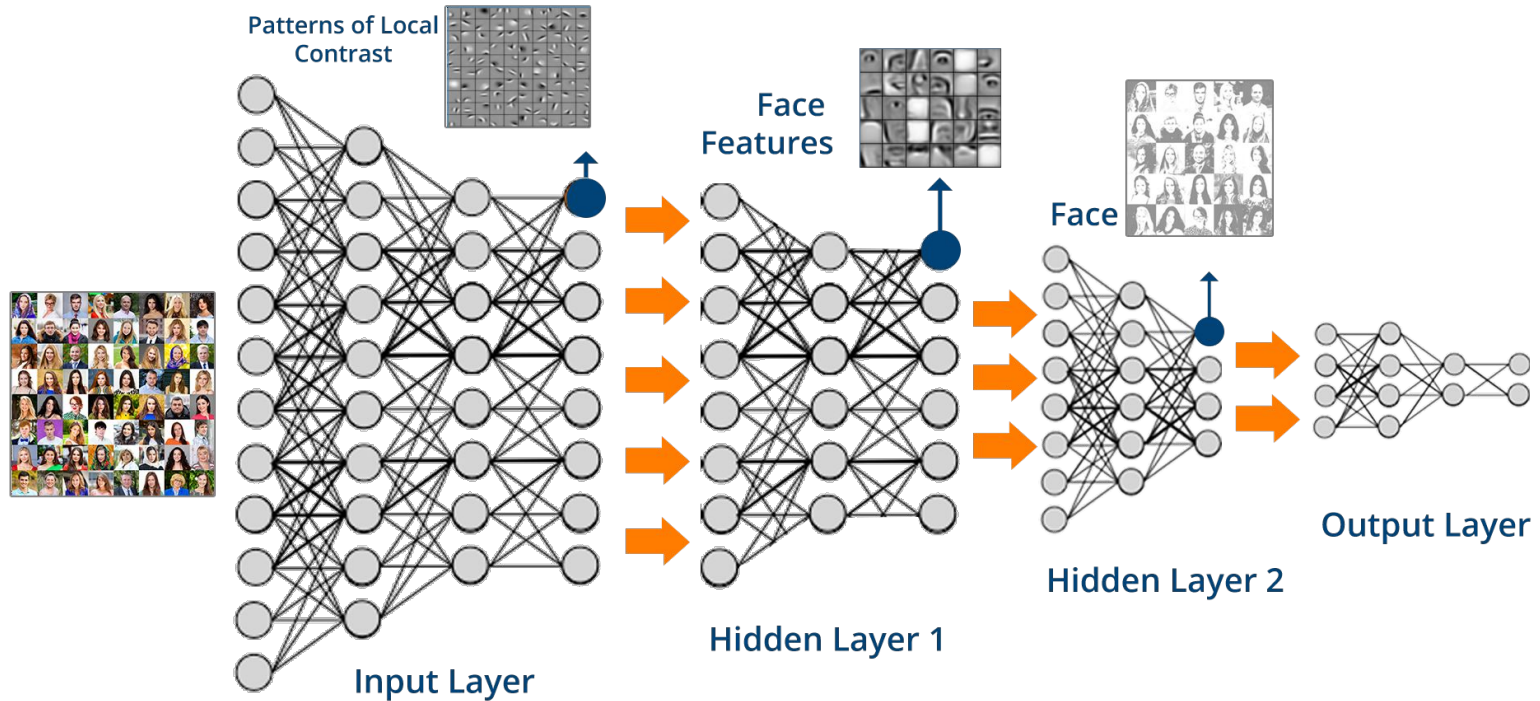 Patterns of Local
Contrast
Face
Features
Face
Input Layer
Hidden Layer 1
Hidden Layer 2
Output Layer